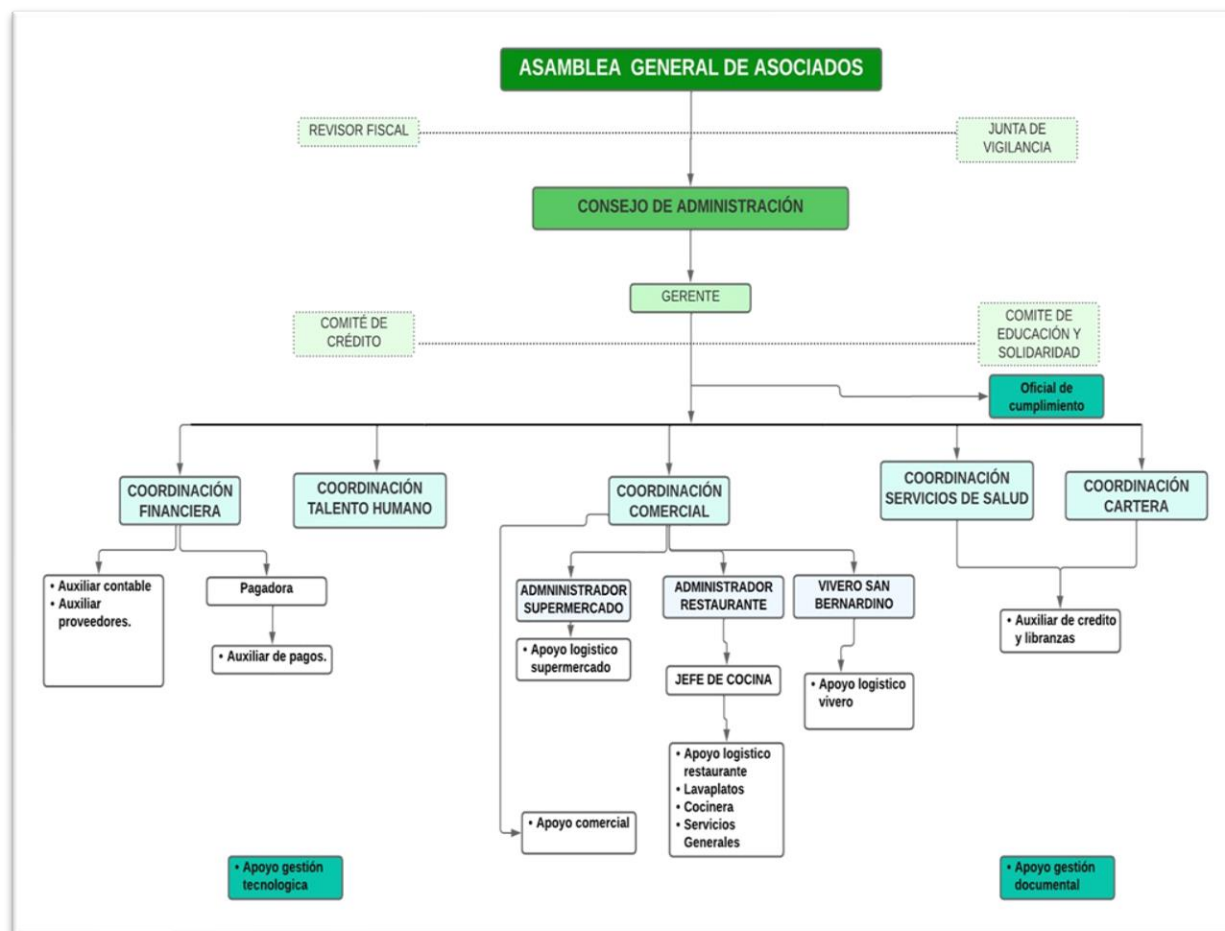 ASAMBLEA GENERAL DE ASOCIADOS
REVISOR FISCAL
JUNTA DE
VIGILANCIA
CONSEJO DE ADMINISTRACIÓN
GERENTE
COMITÉ DE
CRÉDITO
COMITE DE
EDUCACIÓN Y
SOLIDARIDAD
Oficial de
cumplimiento
COORDINACIÓN
FINANCIERA
COORDINACIÓN
TALENTO HUMANO
COORDINACIÓN
COMERCIAL
COORDINACIÓN
SERVICIOS DE SALUD
COORDINACIÓN
CARTERA
• Auxiliar contable
• Auxiliar
proveedores.
Pagadora
• Auxiliar de pagos.
ADMNINISTRADOR
SUPERMERCADO
• Apoyo logistico
supermercado
ADMINISTRADOR
RESTAURANTE
JEFE DE COCINA
• Apoyo logistico
restaurante
• Lavaplatos
• Cocinera
• Servicios
Generales
VIVERO SAN
BERNARDINO
• Apoyo logistico
vivero
• Auxiliar de credito
y libranzas
• Apoyo comercial
• Apoyo gestión
tecnologica
• Apoyo gestión
documental